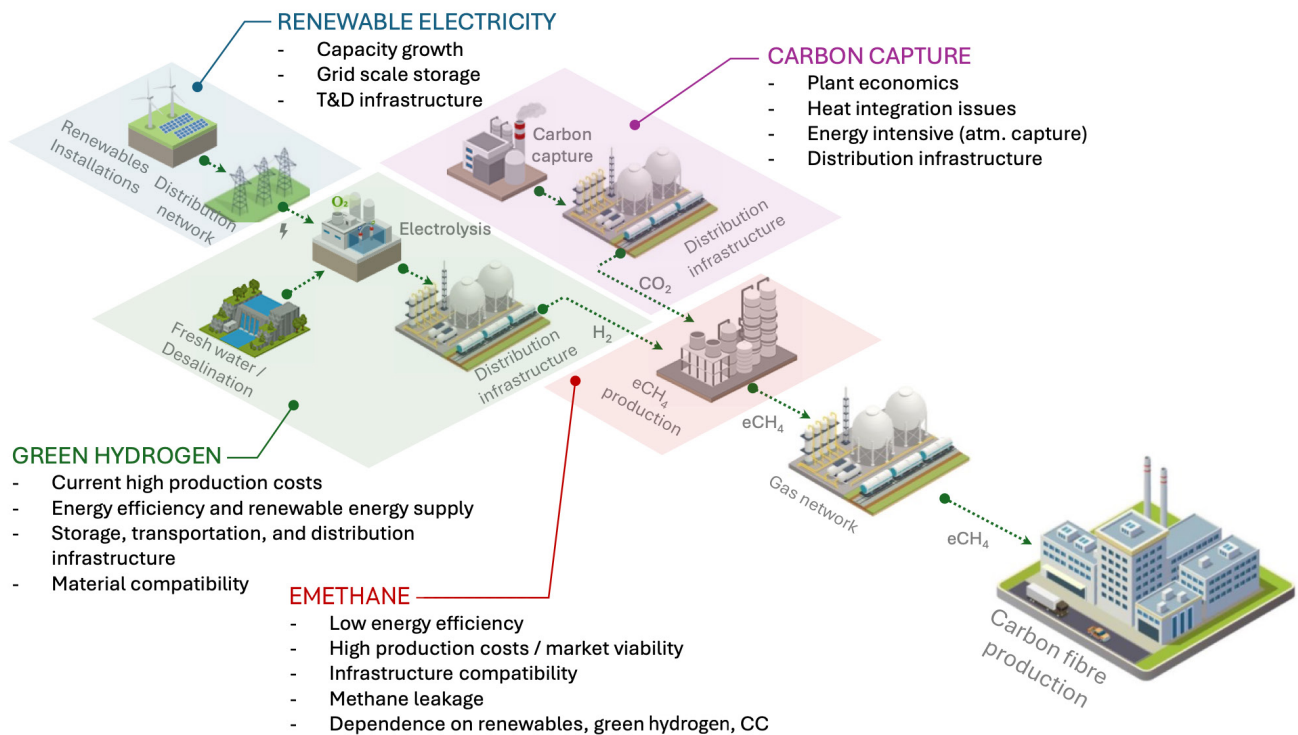 RENEWABLE ELECTRICITY
- Capacity growth
- Grid scale storage
- T&D infrastructure
CARBON CAPTURE
- Plant economics
- Heat integration issues
- Energy intensive (atm. capture)
- Distribution infrastructure
Renewables
Installations
Distribution
network
Carbon
capture
Distribution
infrastructure
O₂
Electrolysis
Fresh water /
Desalination
Distribution
infrastructure
CO₂
H₂
eCH₄
production
eCH₄
Gas network
eCH₄
Carbon fibre
production
GREEN HYDROGEN
- Current high production costs
- Energy efficiency and renewable energy supply
- Storage, transportation, and distribution
infrastructure
- Material compatibility
EMETHANE
- Low energy efficiency
- High production costs / market viability
- Infrastructure compatibility
- Methane leakage
- Dependence on renewables, green hydrogen, CC